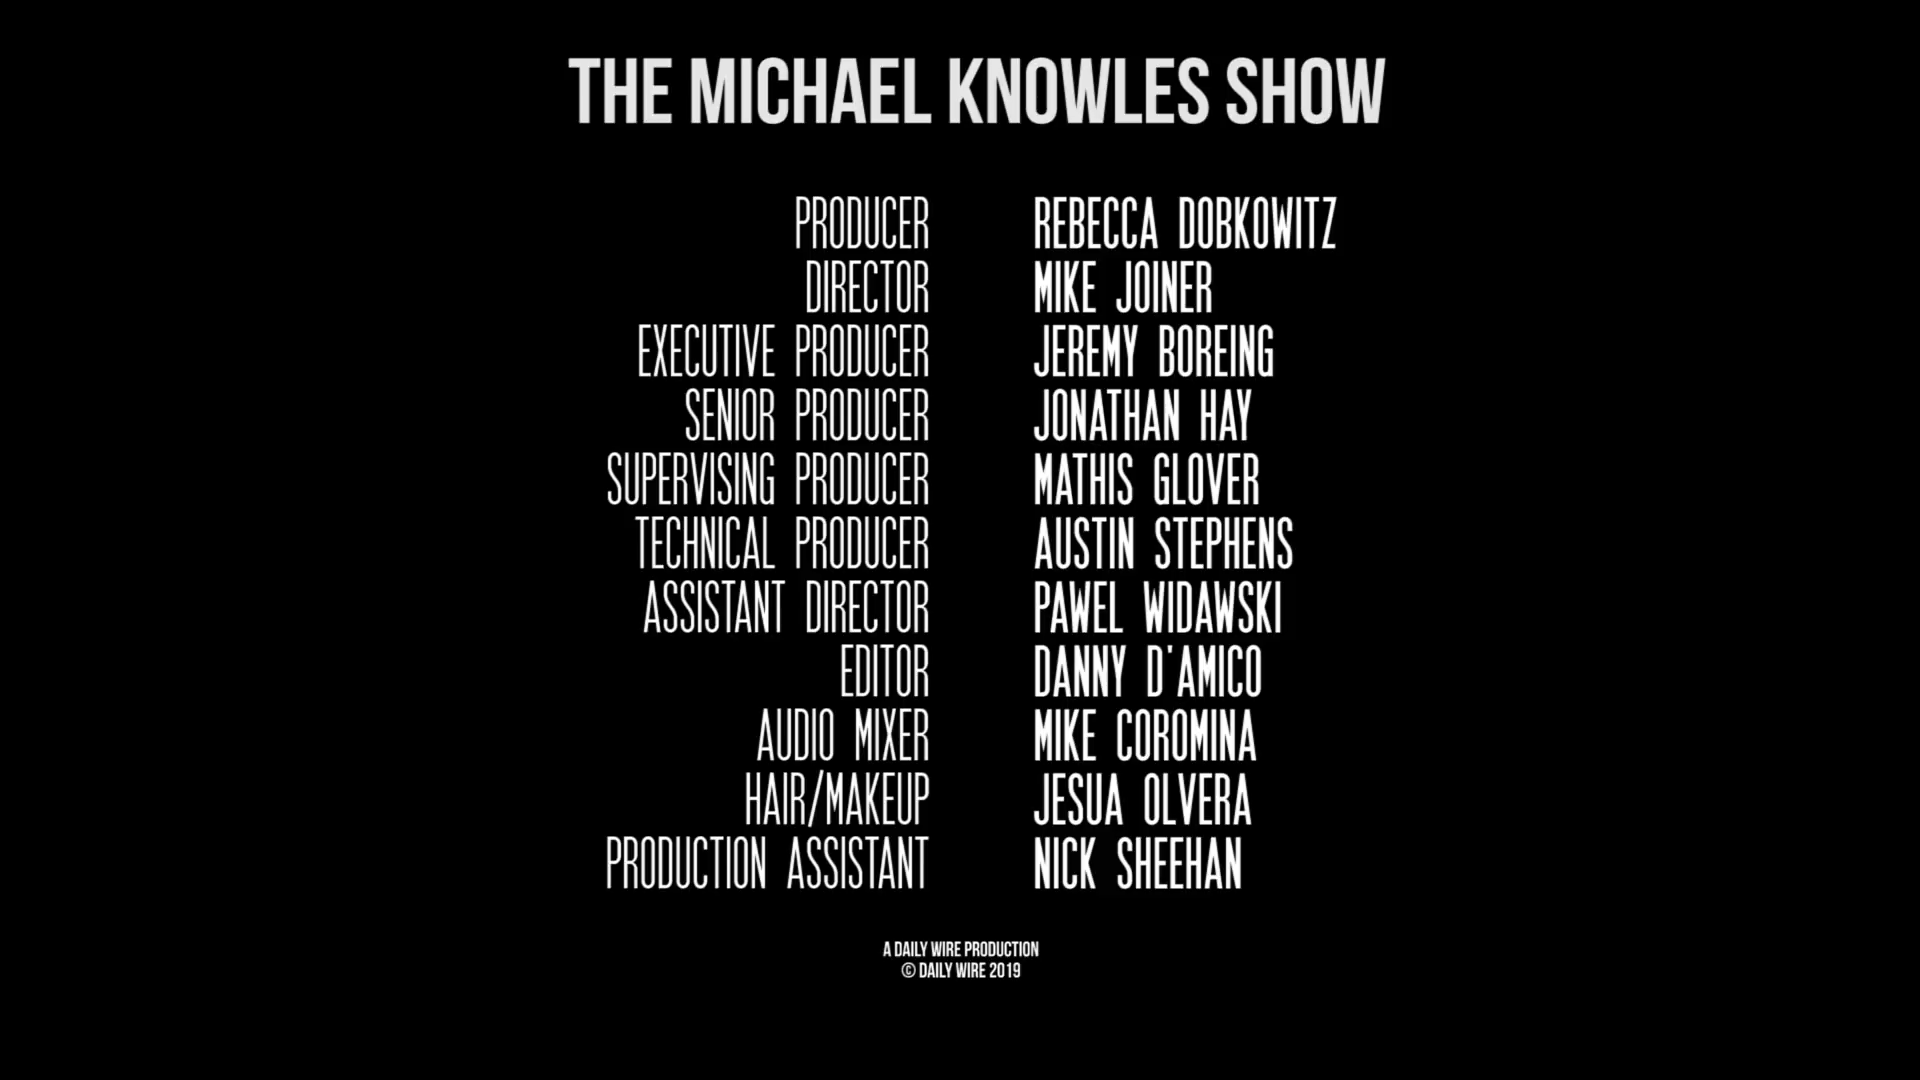 THE MICHAEL KNOWLES SHOW
PRODUCER REBECCA DOBKOWITZ
DIRECTOR MIKE JOINER
EXECUTIVE PRODUCER JEREMY BOREING
SENIOR PRODUCER JONATHAN HAY
SUPERVISING PRODUCER MATHIS GLOVER
TECHNICAL PRODUCER AUSTIN STEPHENS
ASSISTANT DIRECTOR PAWEL WIDAWSKI
EDITOR DANNY D'AMICO
AUDIO MIXER MIKE COROMINA
HAIR/MAKEUP JESUA OLVERA
PRODUCTION ASSISTANT NICK SHEEHAN
A DAILY WIRE PRODUCTION
© DAILY WIRE 2019